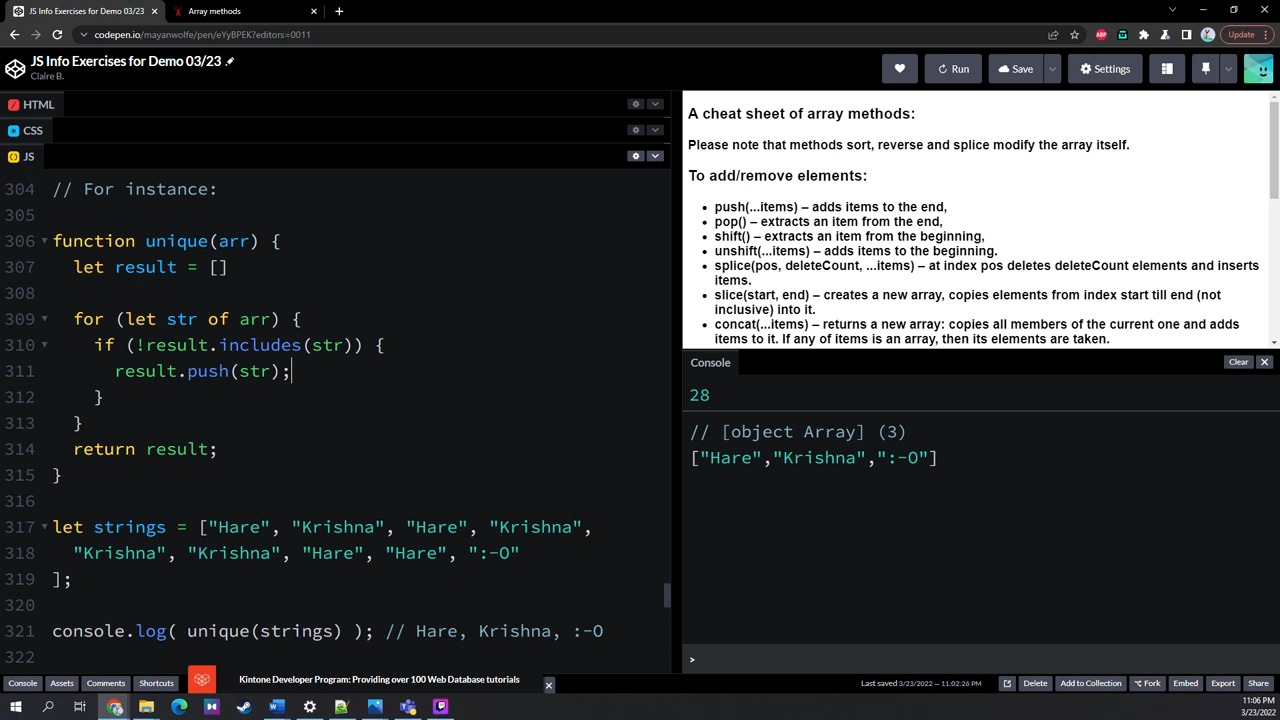 JS Info Exercises for Demo 03/23
Array methods
codepen.io/mayanwolfe/pen/eYyBPEK?editors=0011
Update
JS Info Exercises for Demo 03/23
Claire B.
Run
Save
Settings
HTML
CSS
JS
304 // For instance:
305
306 function unique(arr) {
307 let result = []
308
309 for (let str of arr) {
310 if (!result.includes(str)) {
311 result.push(str);
312 }
313 }
314 return result;
315 }
316
317 let strings = ["Hare", "Krishna", "Hare", "Krishna",
318 "Krishna", "Krishna", "Hare", "Hare", ":-O"
319 ];
320
321 console.log( unique(strings) ); // Hare, Krishna, :-O
322
A cheat sheet of array methods:
Please note that methods sort, reverse and splice modify the array itself.
To add/remove elements:
• push(...items) – adds items to the end,
• pop() – extracts an item from the end,
• shift() – extracts an item from the beginning,
• unshift(...items) – adds items to the beginning.
• splice(pos, deleteCount, ...items) – at index pos deletes deleteCount elements and inserts
items.
• slice(start, end) – creates a new array, copies elements from index start till end (not
inclusive) into it.
• concat(...items) – returns a new array: copies all members of the current one and adds
items to it. If any of items is an array, then its elements are taken.
Console
Clear
28
// [object Array] (3)
["Hare","Krishna",":-O"]
>
Console
Assets
Comments
Shortcuts
Kintone Developer Program: Providing over 100 Web Database tutorials
Last saved 3/23/2022 — 11:02:26 PM
Delete
Add to Collection
Fork
Embed
Export
Share
11:06 PM
3/23/2022